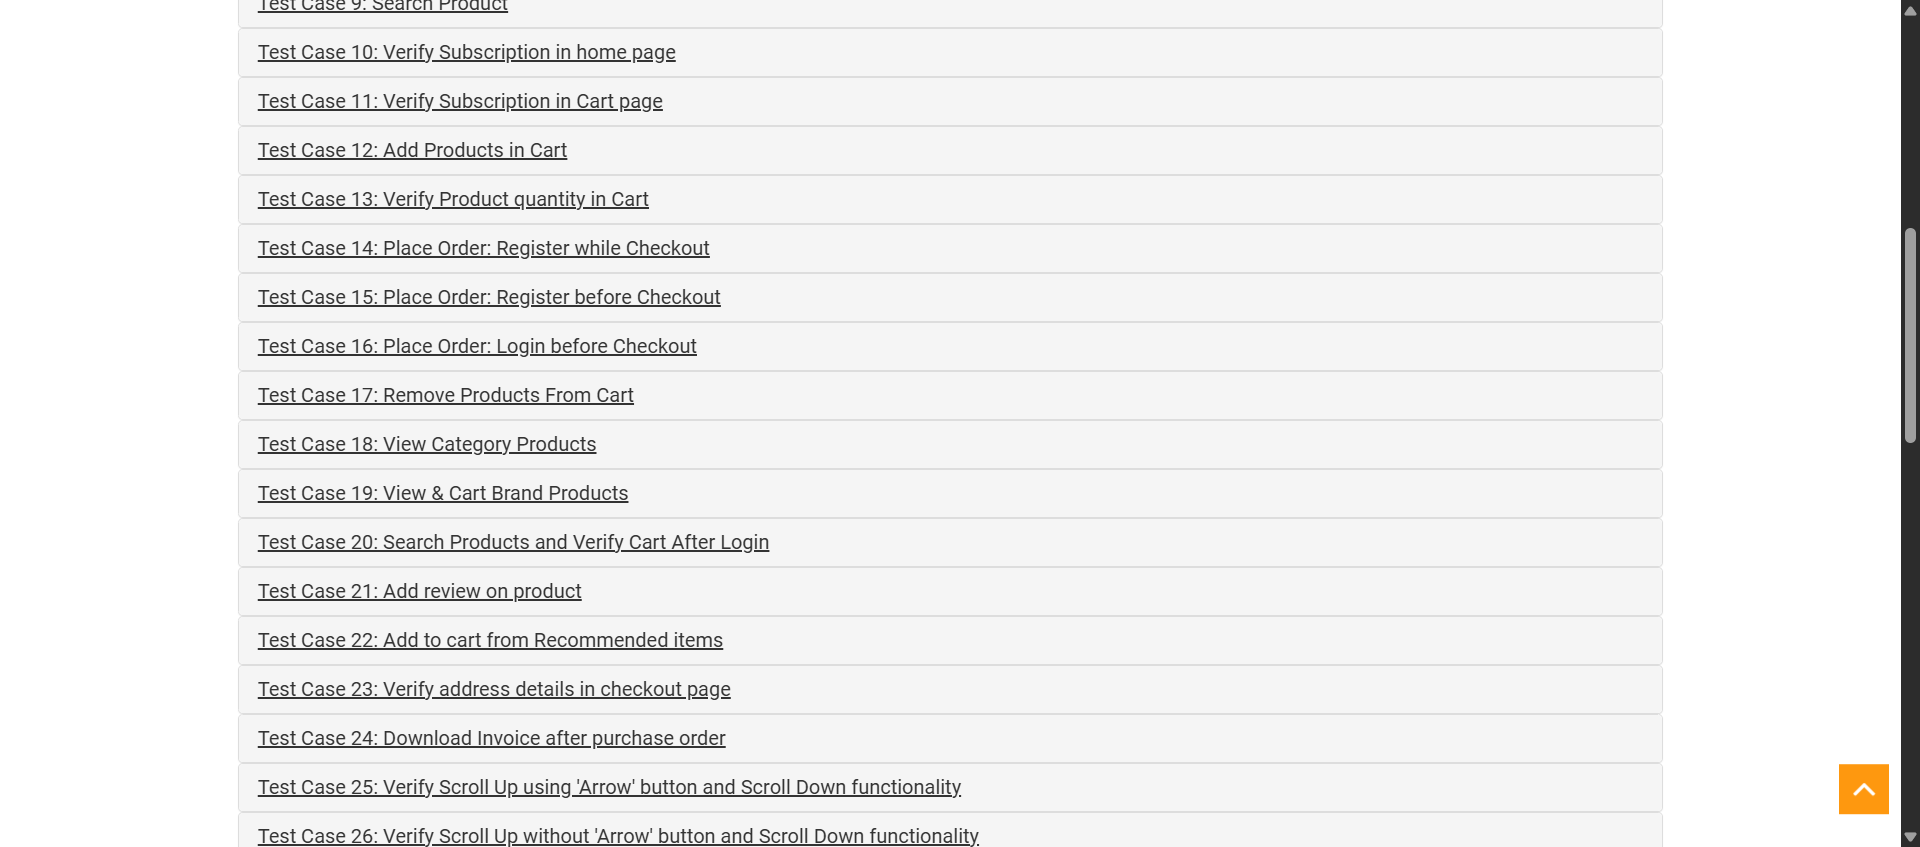 Test Case 9: Search Product
Test Case 10: Verify Subscription in home page
Test Case 11: Verify Subscription in Cart page
Test Case 12: Add Products in Cart
Test Case 13: Verify Product quantity in Cart
Test Case 14: Place Order: Register while Checkout
Test Case 15: Place Order: Register before Checkout
Test Case 16: Place Order: Login before Checkout
Test Case 17: Remove Products From Cart
Test Case 18: View Category Products
Test Case 19: View & Cart Brand Products
Test Case 20: Search Products and Verify Cart After Login
Test Case 21: Add review on product
Test Case 22: Add to cart from Recommended items
Test Case 23: Verify address details in checkout page
Test Case 24: Download Invoice after purchase order
Test Case 25: Verify Scroll Up using 'Arrow' button and Scroll Down functionality
Test Case 26: Verify Scroll Up without 'Arrow' button and Scroll Down functionality